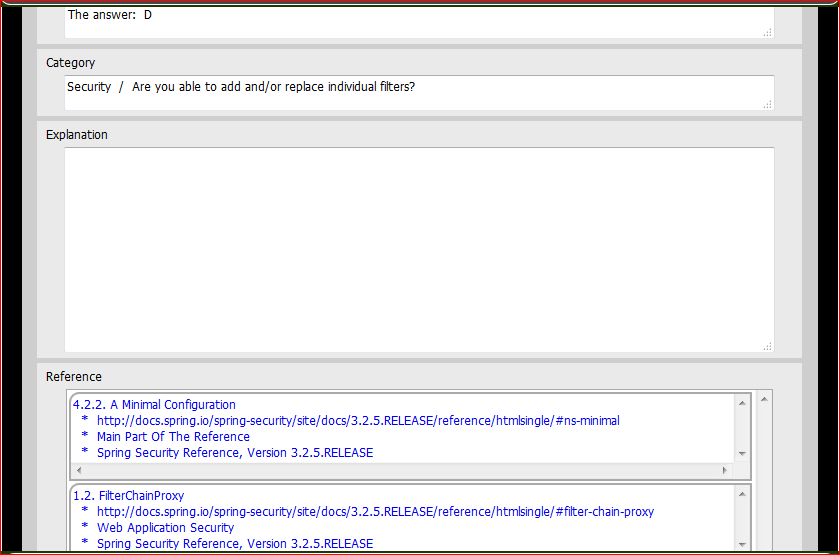 The answer:  D
Category
Security  /  Are you able to add and/or replace individual filters?
Explanation
Reference
4.2.2. A Minimal Configuration
*  http://docs.spring.io/spring-security/site/docs/3.2.5.RELEASE/reference/htmlsingle/#ns-minimal
*  Main Part Of The Reference
*  Spring Security Reference, Version 3.2.5.RELEASE
1.2. FilterChainProxy
*  http://docs.spring.io/spring-security/site/docs/3.2.5.RELEASE/reference/htmlsingle/#filter-chain-proxy
*  Web Application Security
*  Spring Security Reference, Version 3.2.5.RELEASE